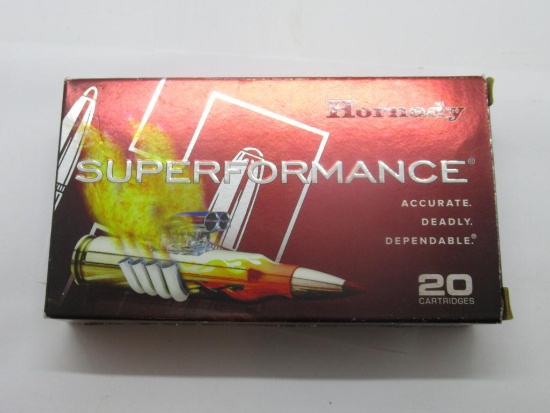 Hornady
SUPERFORMANCE®
ACCURATE.
DEADLY.
DEPENDABLE.®
20
CARTRIDGES